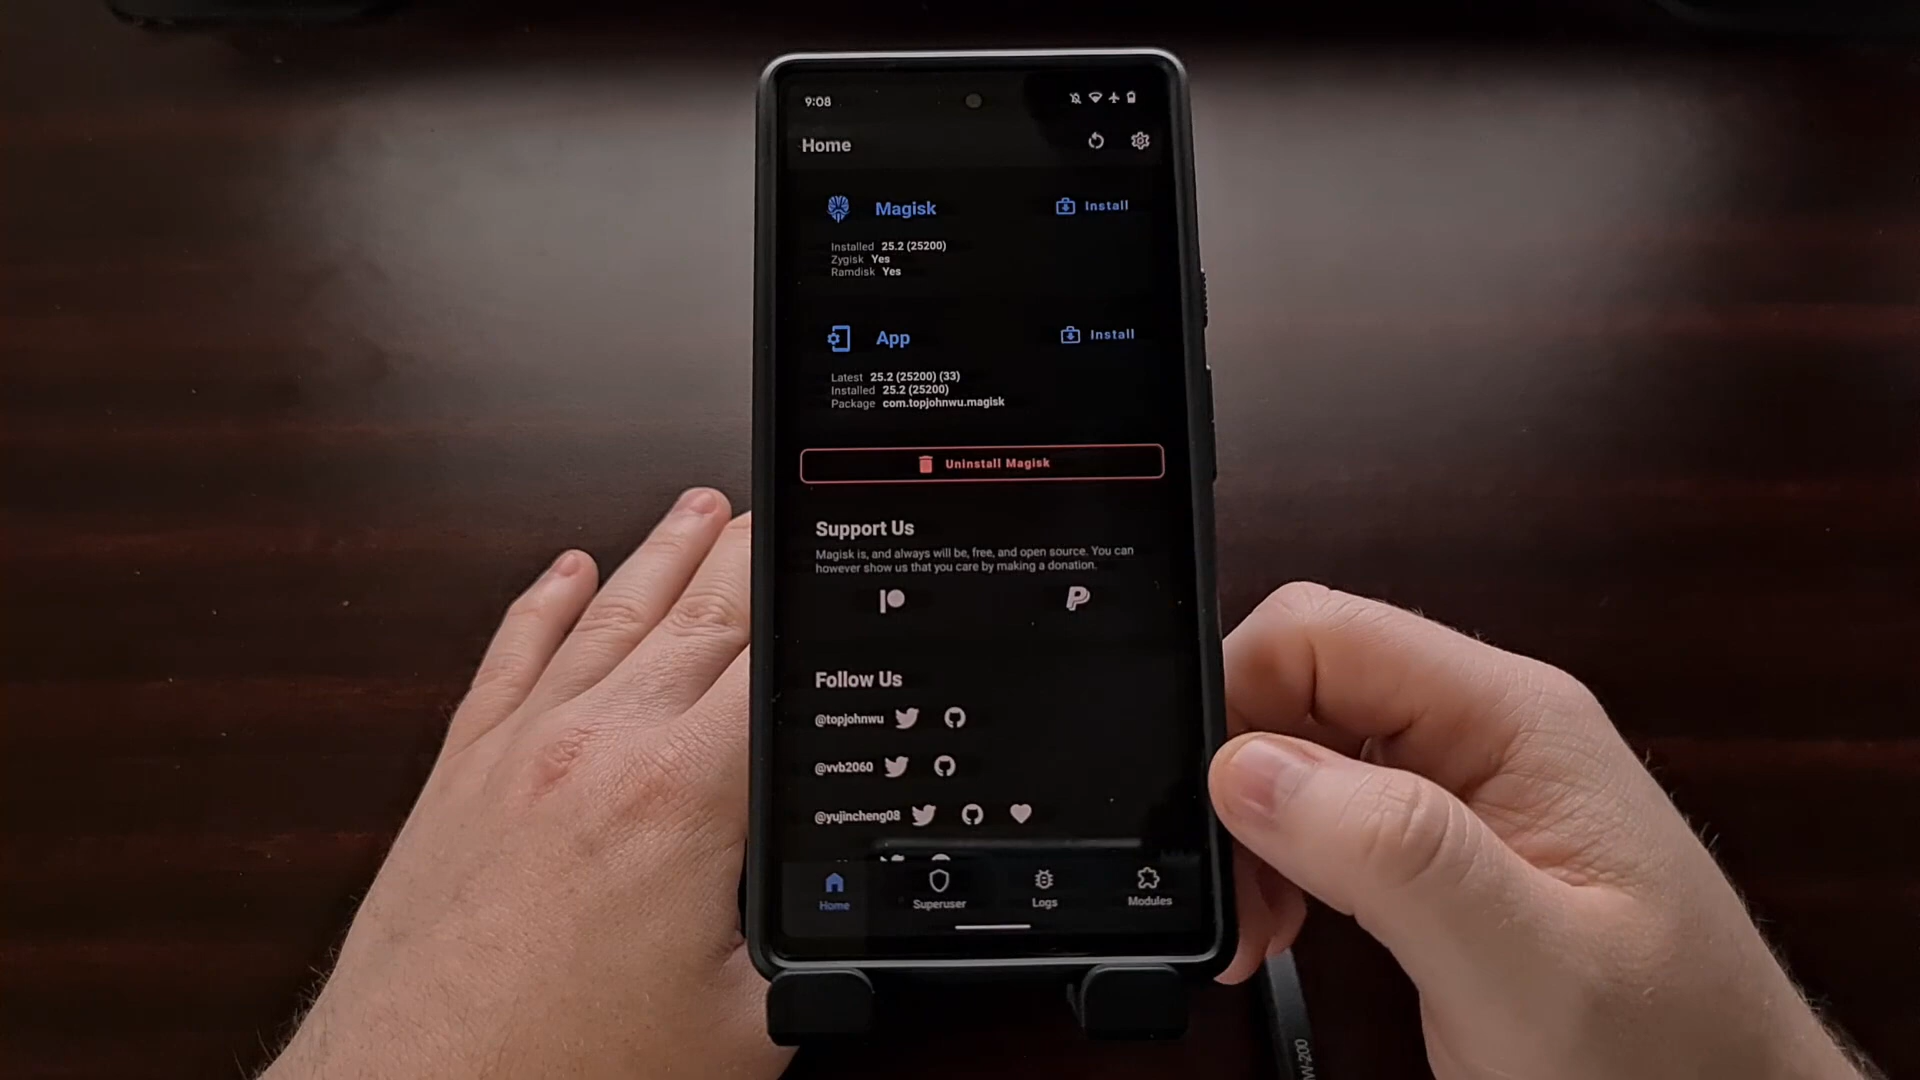 9:08
Home
Magisk
Install
Installed 25.2 (25200)
Zygisk Yes
Ramdisk Yes
App
Install
Latest 25.2 (25200) (33)
Installed 25.2 (25200)
Package com.topjohnwu.magisk
Uninstall Magisk
Support Us
Magisk is, and always will be, free, and open source. You can
however show us that you care by making a donation.
Follow Us
@topjohnwu
@vvb2060
@yujincheng08
Home
Superuser
Logs
Modules